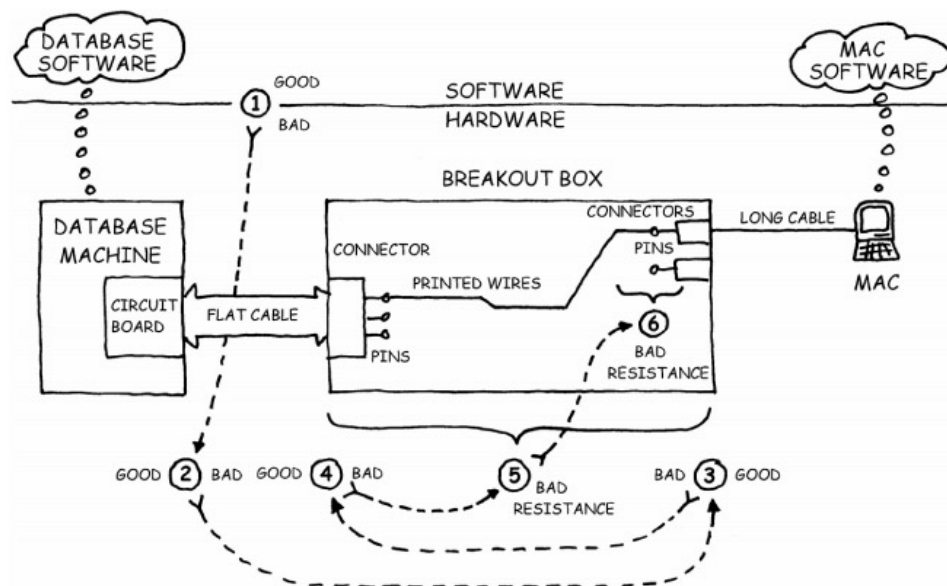 DATABASE
SOFTWARE
MAC
SOFTWARE
GOOD
1
BAD
SOFTWARE
HARDWARE
BREAKOUT BOX
DATABASE
MACHINE
CIRCUIT
BOARD
FLAT CABLE
CONNECTOR
PINS
PRINTED WIRES
CONNECTORS
PINS
6
BAD
RESISTANCE
LONG CABLE
MAC
GOOD 2 BAD
GOOD 4 BAD
5
BAD
RESISTANCE
BAD 3 GOOD